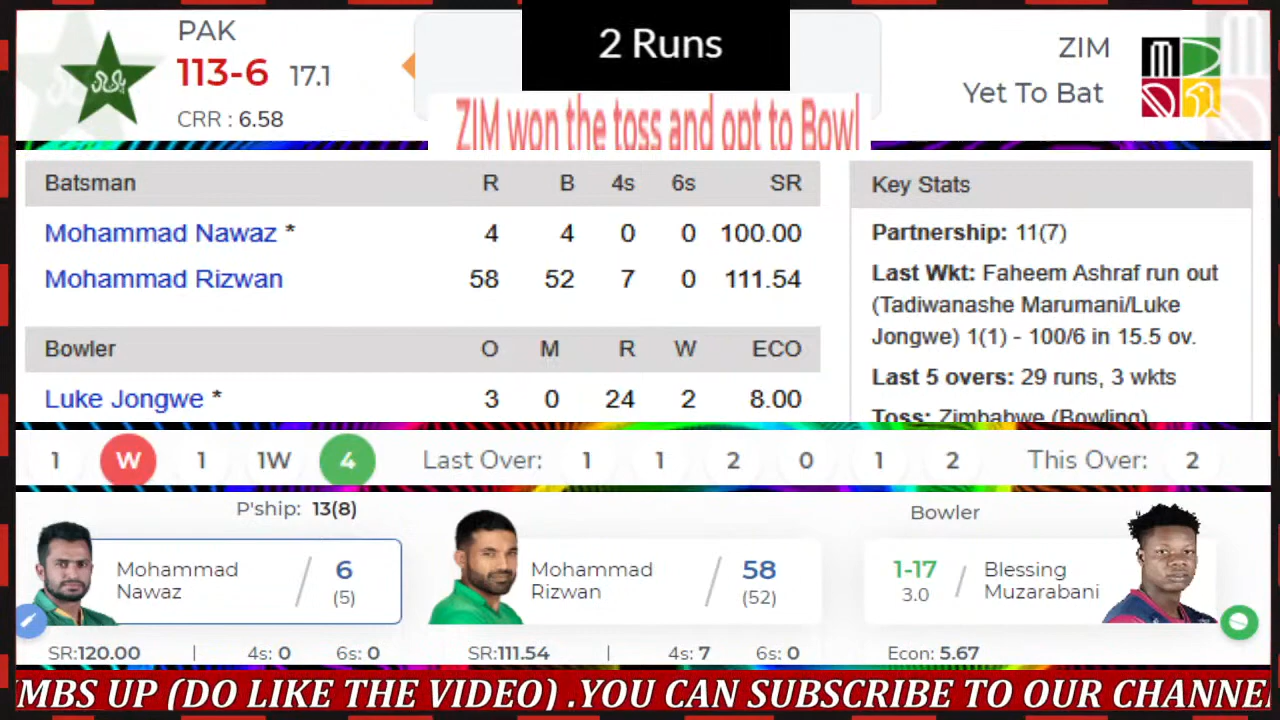 PAK
113-6 17.1
CRR : 6.58
2 Runs
ZIM won the toss and opt to Bowl
ZIM
Yet To Bat
Batsman R B 4s 6s SR
Mohammad Nawaz * 4 4 0 0 100.00
Mohammad Rizwan 58 52 7 0 111.54
Bowler O M R W ECO
Luke Jongwe * 3 0 24 2 8.00
Key Stats
Partnership: 11(7)
Last Wkt: Faheem Ashraf run out
(Tadiwanashe Marumani/Luke
Jongwe) 1(1) - 100/6 in 15.5 ov.
Last 5 overs: 29 runs, 3 wkts
Toss: Zimbabwe (Bowling)
1 W 1 1W 4 Last Over: 1 1 2 0 1 2 This Over: 2
P'ship: 13(8)
Mohammad
Nawaz
6
(5)
SR:120.00 | 4s: 0 6s: 0
Mohammad
Rizwan
58
(52)
SR:111.54 | 4s: 7 6s: 0
Bowler
1-17
3.0
Blessing
Muzarabani
Econ: 5.67
MBS UP (DO LIKE THE VIDEO) .YOU CAN SUBSCRIBE TO OUR CHANNE